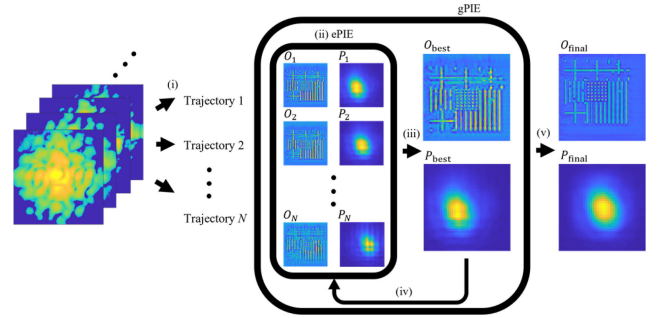 gPIE
(ii) ePIE
(i)
Trajectory 1
Trajectory 2
Trajectory N
O1
P1
O2
P2
ON
PN
(iii)
Obest
Pbest
(iv)
(v)
Ofinal
Pfinal